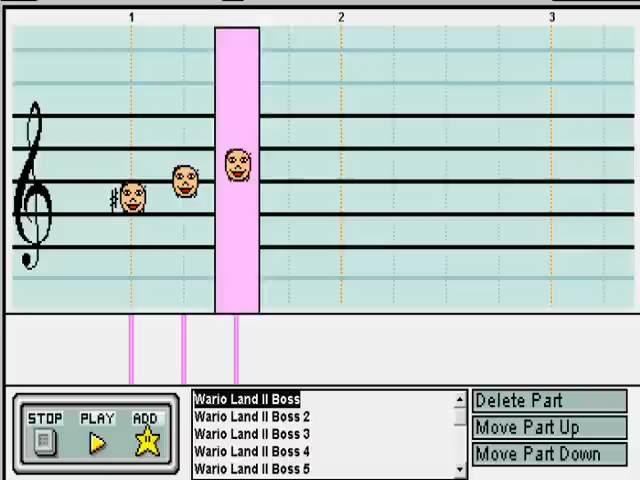 1 2 3
STOP PLAY ADD
Wario Land II Boss
Wario Land II Boss 2
Wario Land II Boss 3
Wario Land II Boss 4
Wario Land II Boss 5
Delete Part
Move Part Up
Move Part Down